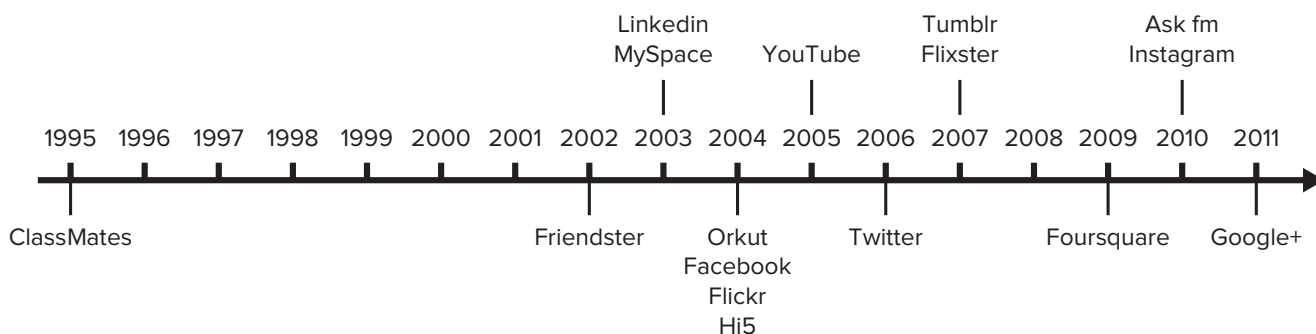 Linkedin
MySpace
YouTube
Tumblr
Flixster
Ask fm
Instagram
1995 1996 1997 1998 1999 2000 2001 2002 2003 2004 2005 2006 2007 2008 2009 2010 2011
ClassMates
Friendster
Orkut
Facebook
Flickr
Hi5
Twitter
Foursquare
Google+